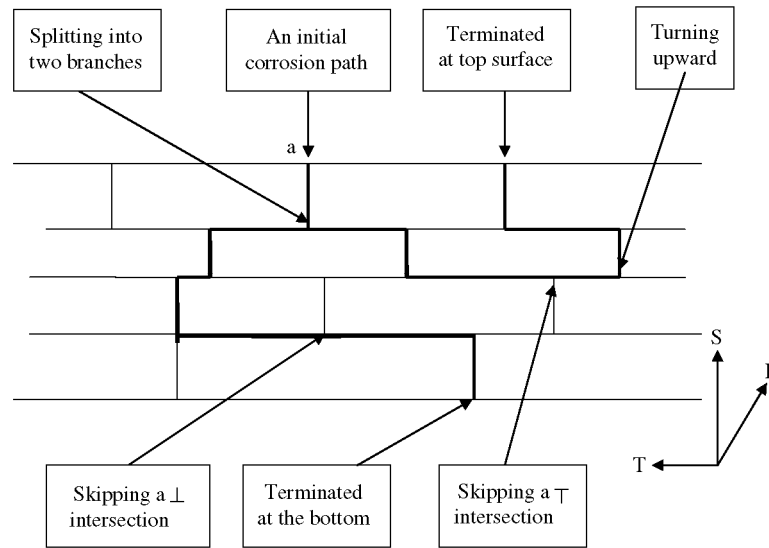 Splitting into
two branches
An initial
corrosion path
Terminated
at top surface
Turning
upward
a
S
T
Skipping a ⊥
intersection
Terminated
at the bottom
Skipping a ⊤
intersection